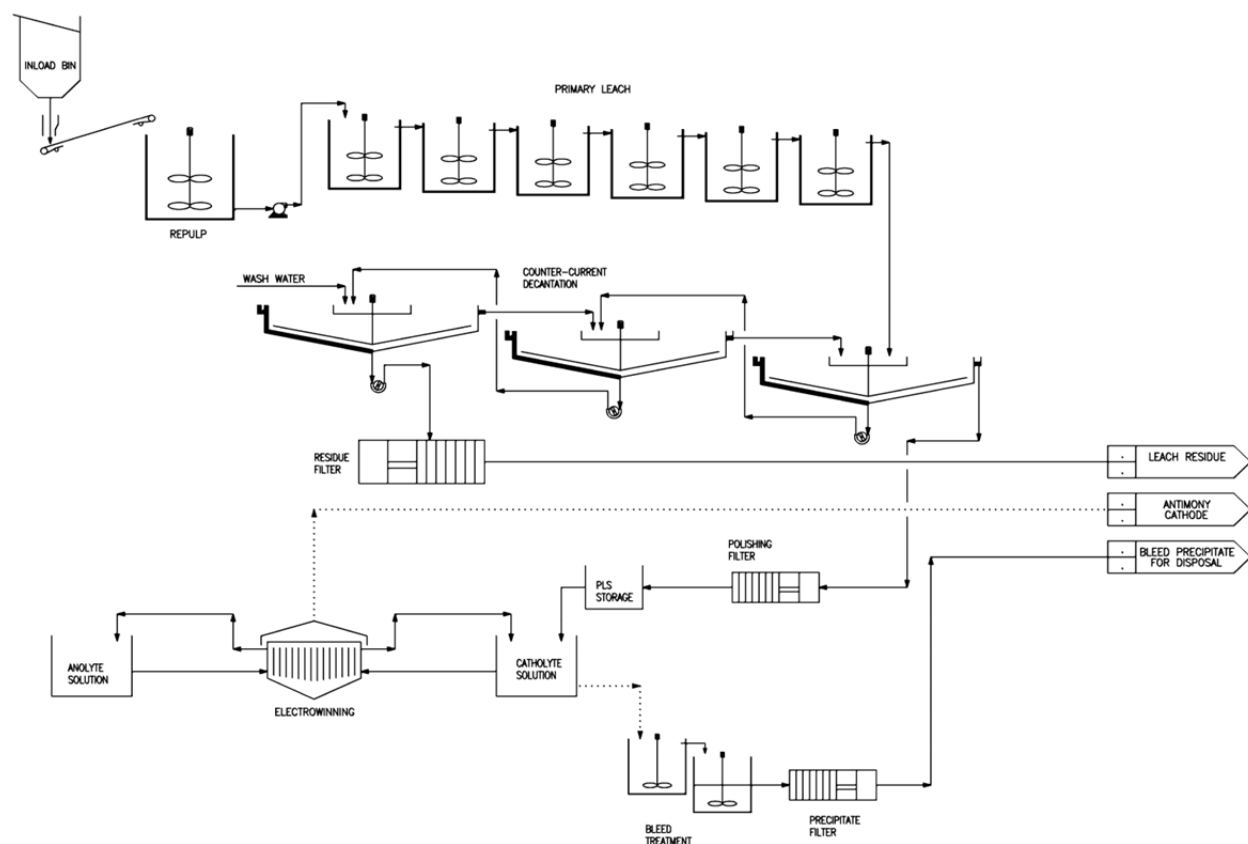 INLOAD BIN
PRIMARY LEACH
REPULP
WASH WATER
COUNTER-CURRENT
DECANTATION
RESIDUE
FILTER
LEACH RESIDUE
ANTIMONY
CATHODE
POLISHING
FILTER
BLEED PRECIPITATE
FOR DISPOSAL
PLS
STORAGE
ANOLYTE
SOLUTION
CATHOLYTE
SOLUTION
ELECTROWINNING
BLEED
TREATMENT
PRECIPITATE
FILTER